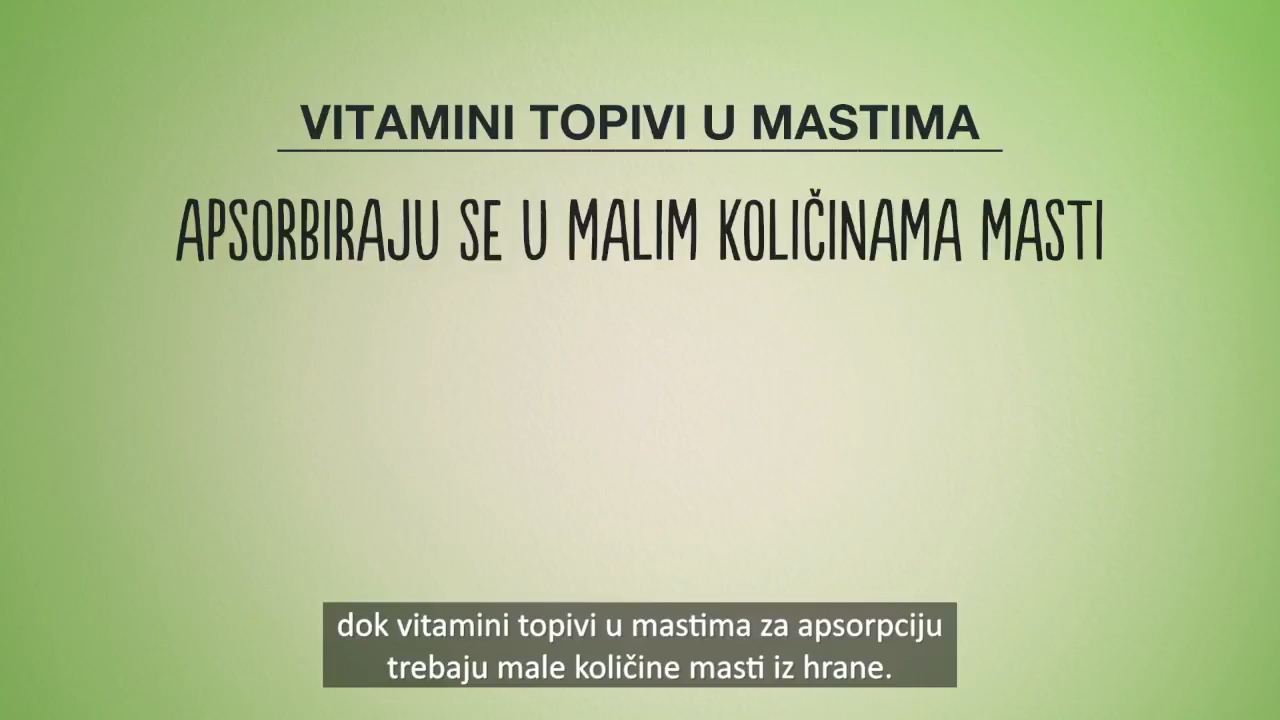 VITAMINI TOPIVI U MASTIMA
APSORBIRAJU SE U MALIM KOLIČINAMA MASTI
dok vitamini topivi u mastima za apsorpciju
trebaju male količine masti iz hrane.